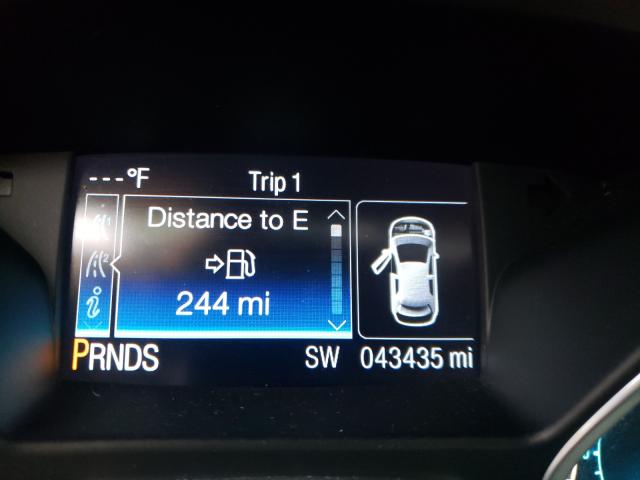 ---°F Trip 1
Distance to E
244 mi
PRNDS SW 043435 mi